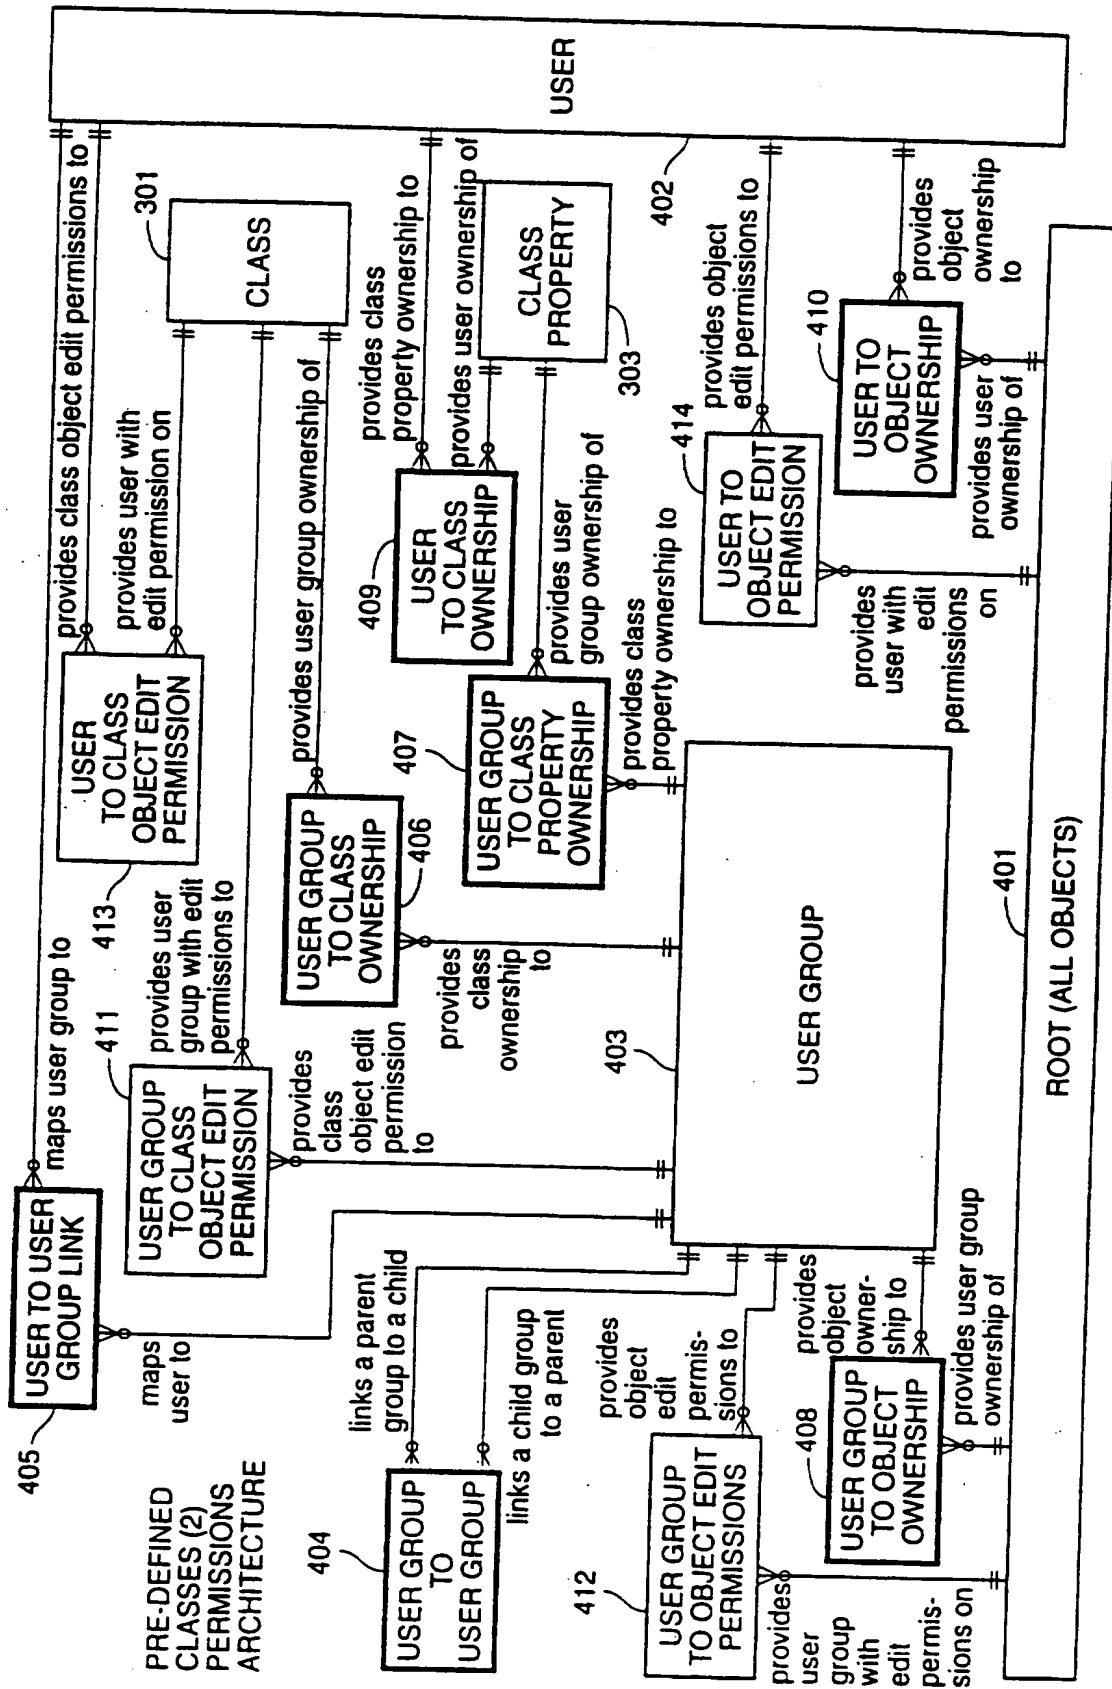 PRE-DEFINED
CLASSES (2)
PERMISSIONS
ARCHITECTURE
405
USER TO USER
GROUP LINK
maps user group to
maps
user to
provides class object edit permissions to
413
USER
TO CLASS
OBJECT EDIT
PERMISSION
provides user with
edit permission on
301
CLASS
411
USER GROUP
TO CLASS
OBJECT EDIT
PERMISSION
provides user
group with edit
permissions to
provides
class
object edit
permission
to
USER GROUP
TO CLASS
OWNERSHIP
406
provides user group ownership of
provides
class
ownership
to
409
USER
TO CLASS
OWNERSHIP
provides class
property ownership to
provides user ownership of
CLASS
PROPERTY
303
407
USER GROUP
TO CLASS
PROPERTY
OWNERSHIP
provides user
group ownership of
provides class
property ownership to
USER
402
404
USER GROUP
TO
USER GROUP
links a parent
group to a child
links a child group
to a parent
403
USER GROUP
412
USER GROUP
TO OBJECT EDIT
PERMISSIONS
provides
object
edit
permis-
sions to
provides
user
group with
edit
permis-
sions on
408
USER GROUP
TO OBJECT
OWNERSHIP
provides
object
owner-
ship to
provides user group
ownership of
414
USER TO
OBJECT EDIT
PERMISSION
provides object
edit permissions to
provides
user with
edit
permissions
on
410
USER TO
OBJECT
OWNERSHIP
provides
object
ownership
to
provides user
ownership of
401
ROOT (ALL OBJECTS)